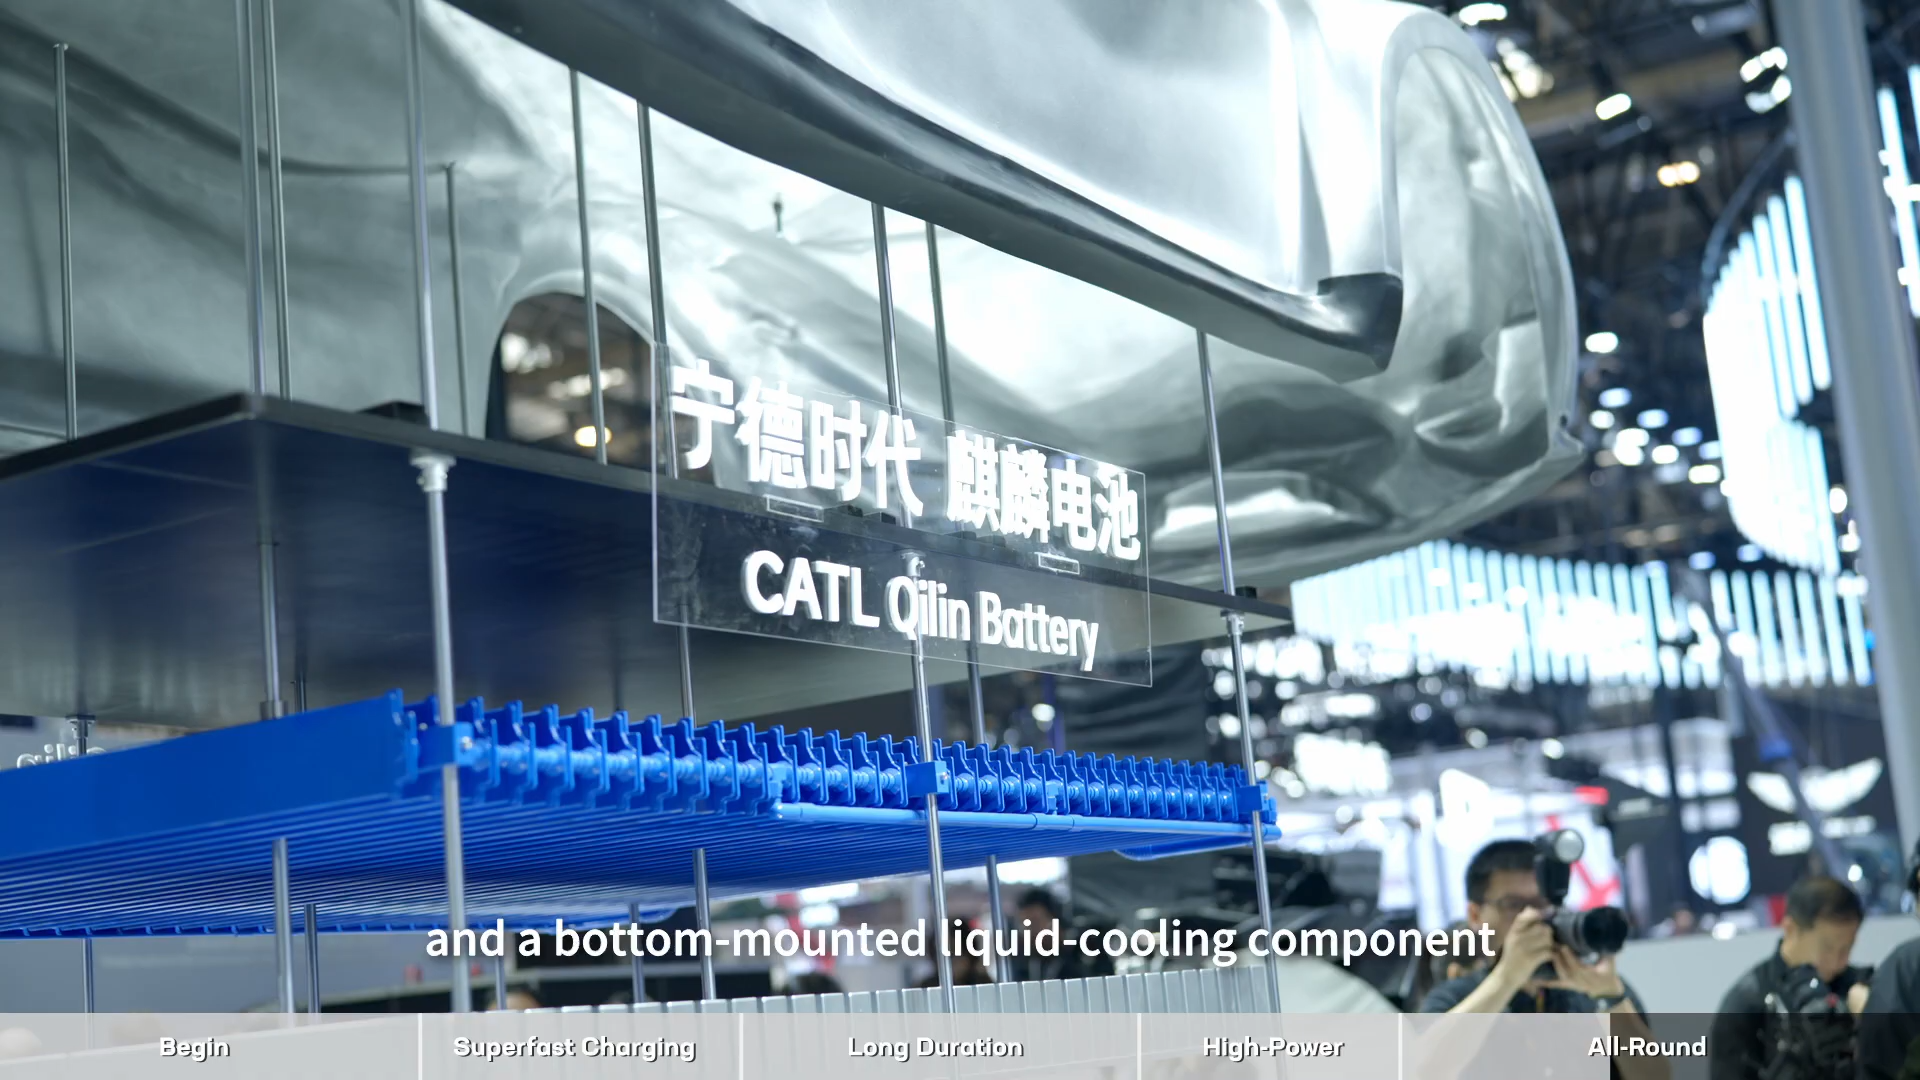 宁德时代 麒麟电池
CATL Qilin Battery
and a bottom-mounted liquid-cooling component
Begin
Superfast Charging
Long Duration
High-Power
All-Round